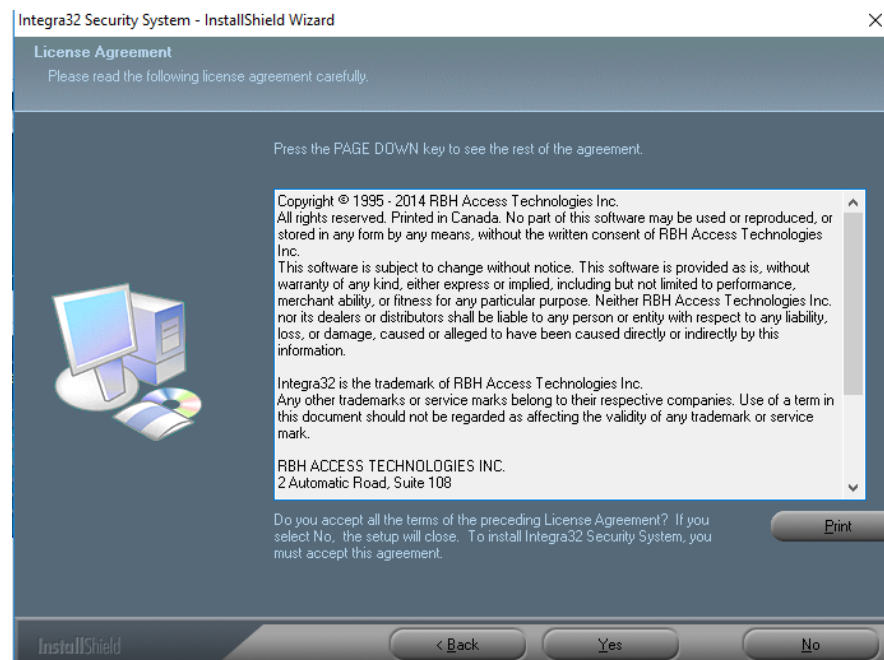 Integra32 Security System - InstallShield Wizard
License Agreement
Please read the following license agreement carefully.
Press the PAGE DOWN key to see the rest of the agreement.
Copyright © 1995 - 2014 RBH Access Technologies Inc.
All rights reserved. Printed in Canada. No part of this software may be used or reproduced, or
stored in any form by any means, without the written consent of RBH Access Technologies
Inc.
This software is subject to change without notice. This software is provided as is, without
warranty of any kind, either express or implied, including but not limited to performance,
merchant ability, or fitness for any particular purpose. Neither RBH Access Technologies Inc.
nor its dealers or distributors shall be liable to any person or entity with respect to any liability,
loss, or damage, caused or alleged to have been caused directly or indirectly by this
information.
Integra32 is the trademark of RBH Access Technologies Inc.
Any other trademarks or service marks belong to their respective companies. Use of a term in
this document should not be regarded as affecting the validity of any trademark or service
mark.
RBH ACCESS TECHNOLOGIES INC.
2 Automatic Road, Suite 108
Do you accept all the terms of the preceding License Agreement? If you
select No, the setup will close. To install Integra32 Security System, you
must accept this agreement.
Print
InstallShield
< Back
Yes
No